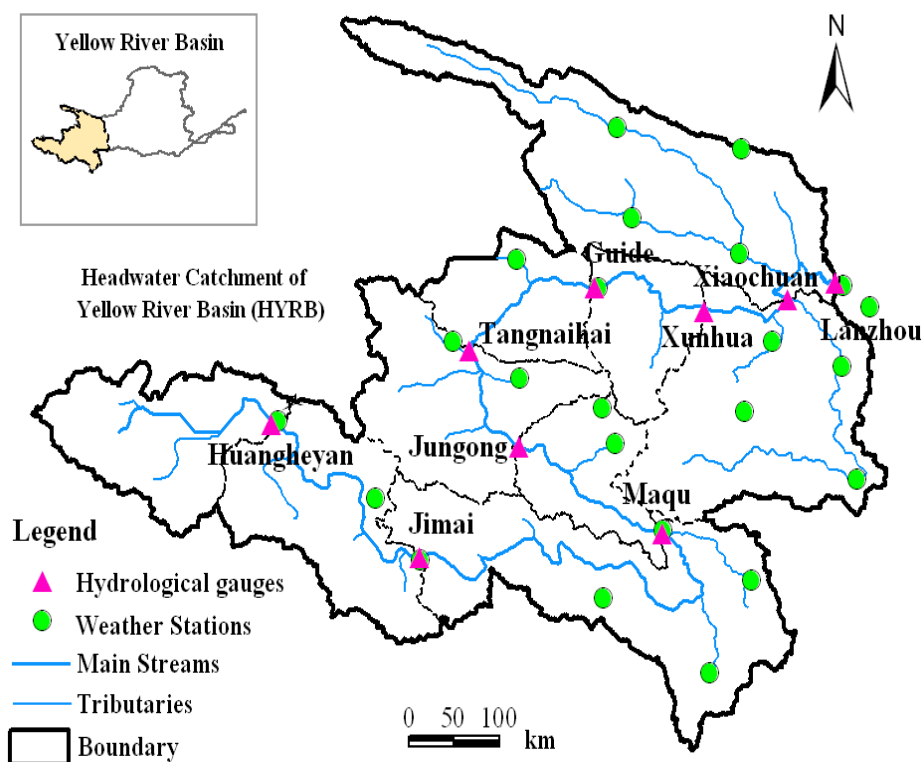 Yellow River Basin
N
Headwater Catchment of
Yellow River Basin (HYRB)
Guide
Xiaochuan
Tangnaihai
Xunhua
Lanzhou
Huangheyan
Jungong
Maqu
Jimai
Legend
Hydrological gauges
Weather Stations
Main Streams
Tributaries
Boundary
0 50 100
km